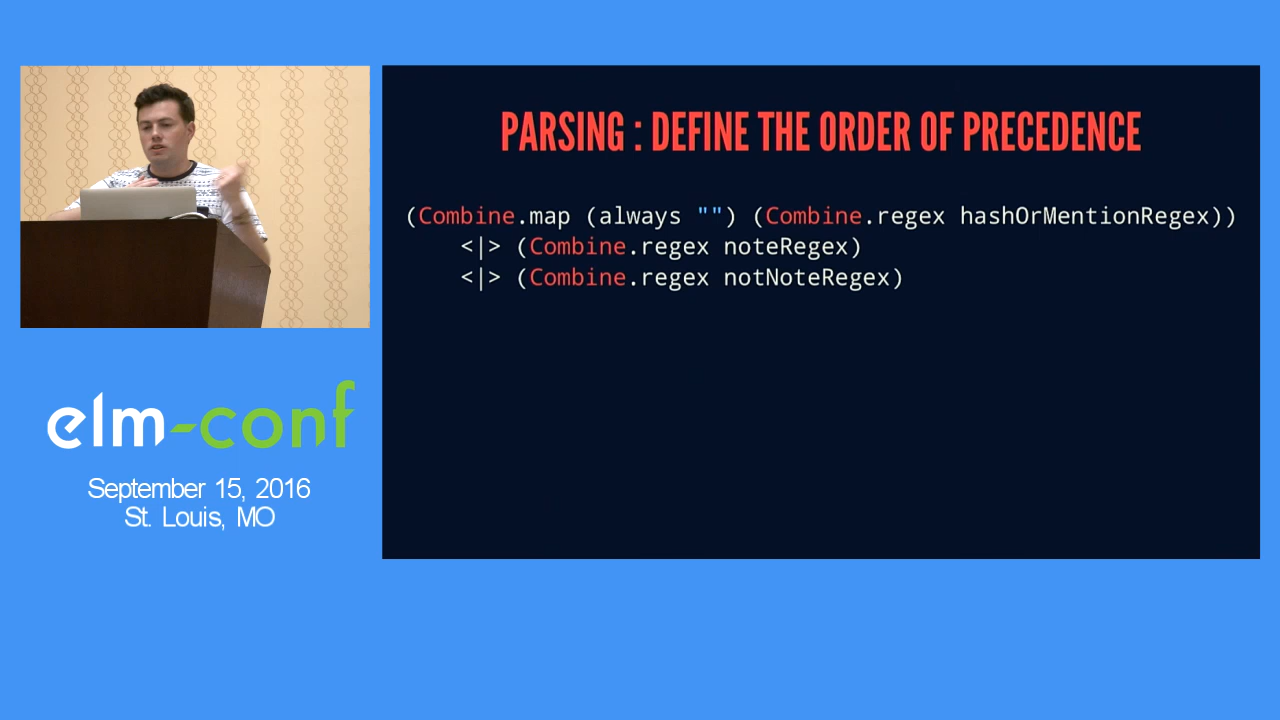 PARSING : DEFINE THE ORDER OF PRECEDENCE
(Combine.map (always "") (Combine.regex hashOrMentionRegex))
<|> (Combine.regex noteRegex)
<|> (Combine.regex notNoteRegex)
elm-conf
September 15, 2016
St. Louis, MO